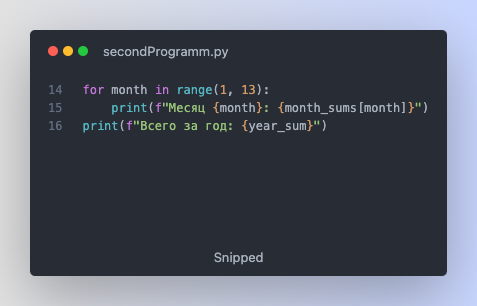 secondProgramm.py
14 for month in range(1, 13):
15     print(f"Месяц {month}: {month_sums[month]}")
16 print(f"Всего за год: {year_sum}")
Snipped